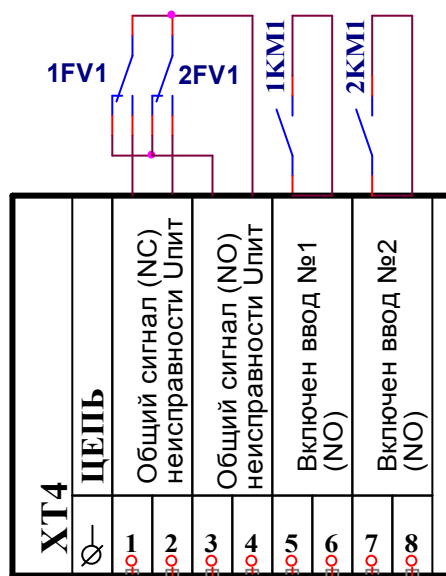 1FV1
2FV1
1KM1
2KM1
XT4
ЦЕПЬ
Общий сигнал (NC)
неисправности Uпит
Общий сигнал (NO)
неисправности Uпит
Включен ввод №1
(NO)
Включен ввод №2
(NO)
1
2
3
4
5
6
7
8